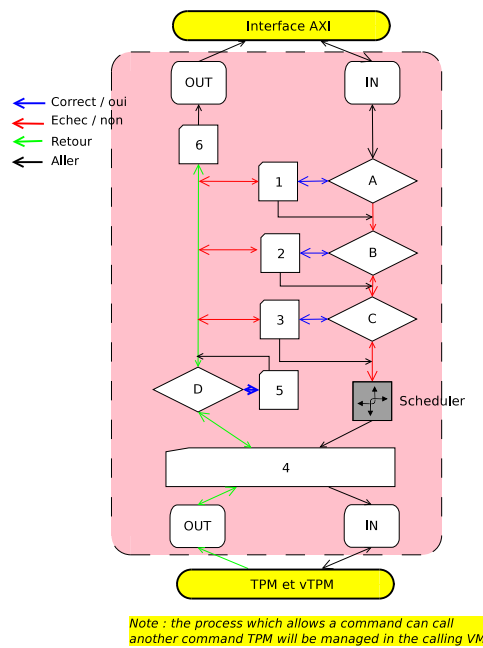 Interface AXI
OUT
IN
Correct / oui
Echec / non
Retour
Aller
6
1
A
2
B
3
C
D
5
Scheduler
4
OUT
IN
TPM et vTPM
Note : the process which allows a command can call
another command TPM will be managed in the calling VM